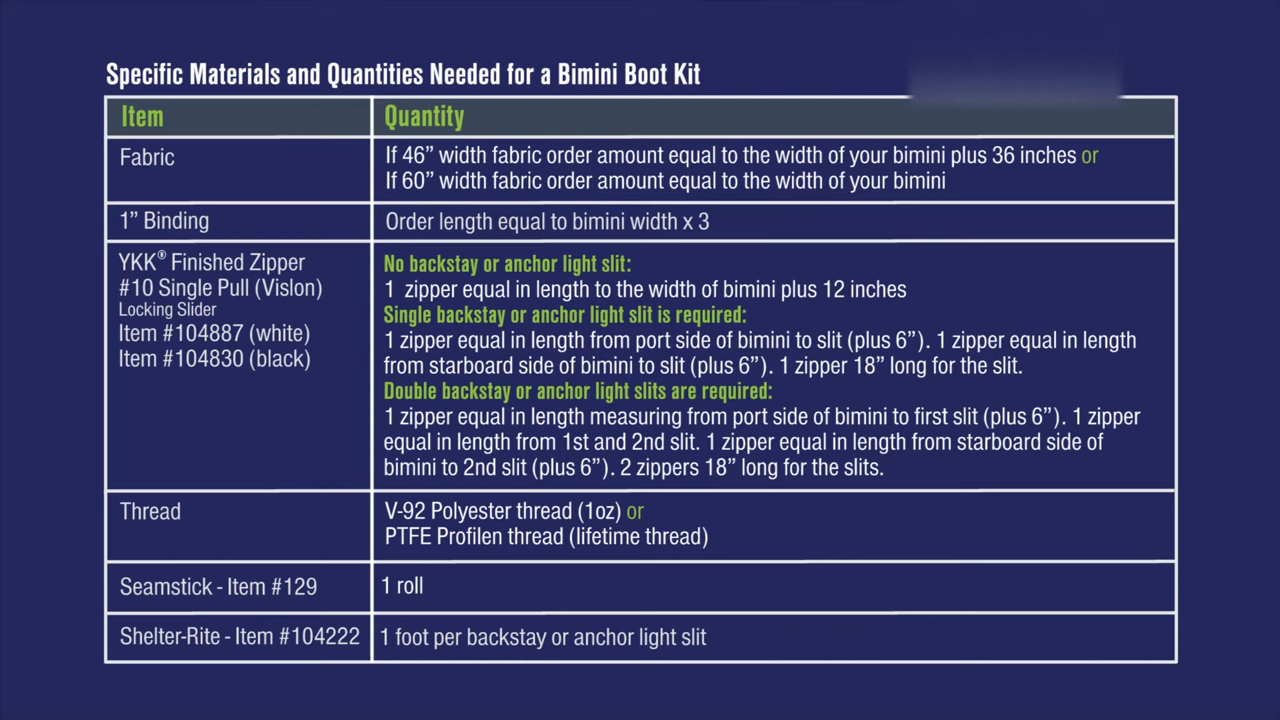 Specific Materials and Quantities Needed for a Bimini Boot Kit
Item
Quantity
Fabric
If 46” width fabric order amount equal to the width of your bimini plus 36 inches or
If 60” width fabric order amount equal to the width of your bimini
1” Binding
Order length equal to bimini width x 3
YKK® Finished Zipper
#10 Single Pull (Vislon)
Locking Slider
Item #104887 (white)
Item #104830 (black)
No backstay or anchor light slit:
1 zipper equal in length to the width of bimini plus 12 inches
Single backstay or anchor light slit is required:
1 zipper equal in length from port side of bimini to slit (plus 6”). 1 zipper equal in length
from starboard side of bimini to slit (plus 6”). 1 zipper 18” long for the slit.
Double backstay or anchor light slits are required:
1 zipper equal in length measuring from port side of bimini to first slit (plus 6”). 1 zipper
equal in length from 1st and 2nd slit. 1 zipper equal in length from starboard side of
bimini to 2nd slit (plus 6”). 2 zippers 18” long for the slits.
Thread
V-92 Polyester thread (1oz) or
PTFE Profilen thread (lifetime thread)
Seamstick - Item #129
1 roll
Shelter-Rite - Item #104222
1 foot per backstay or anchor light slit